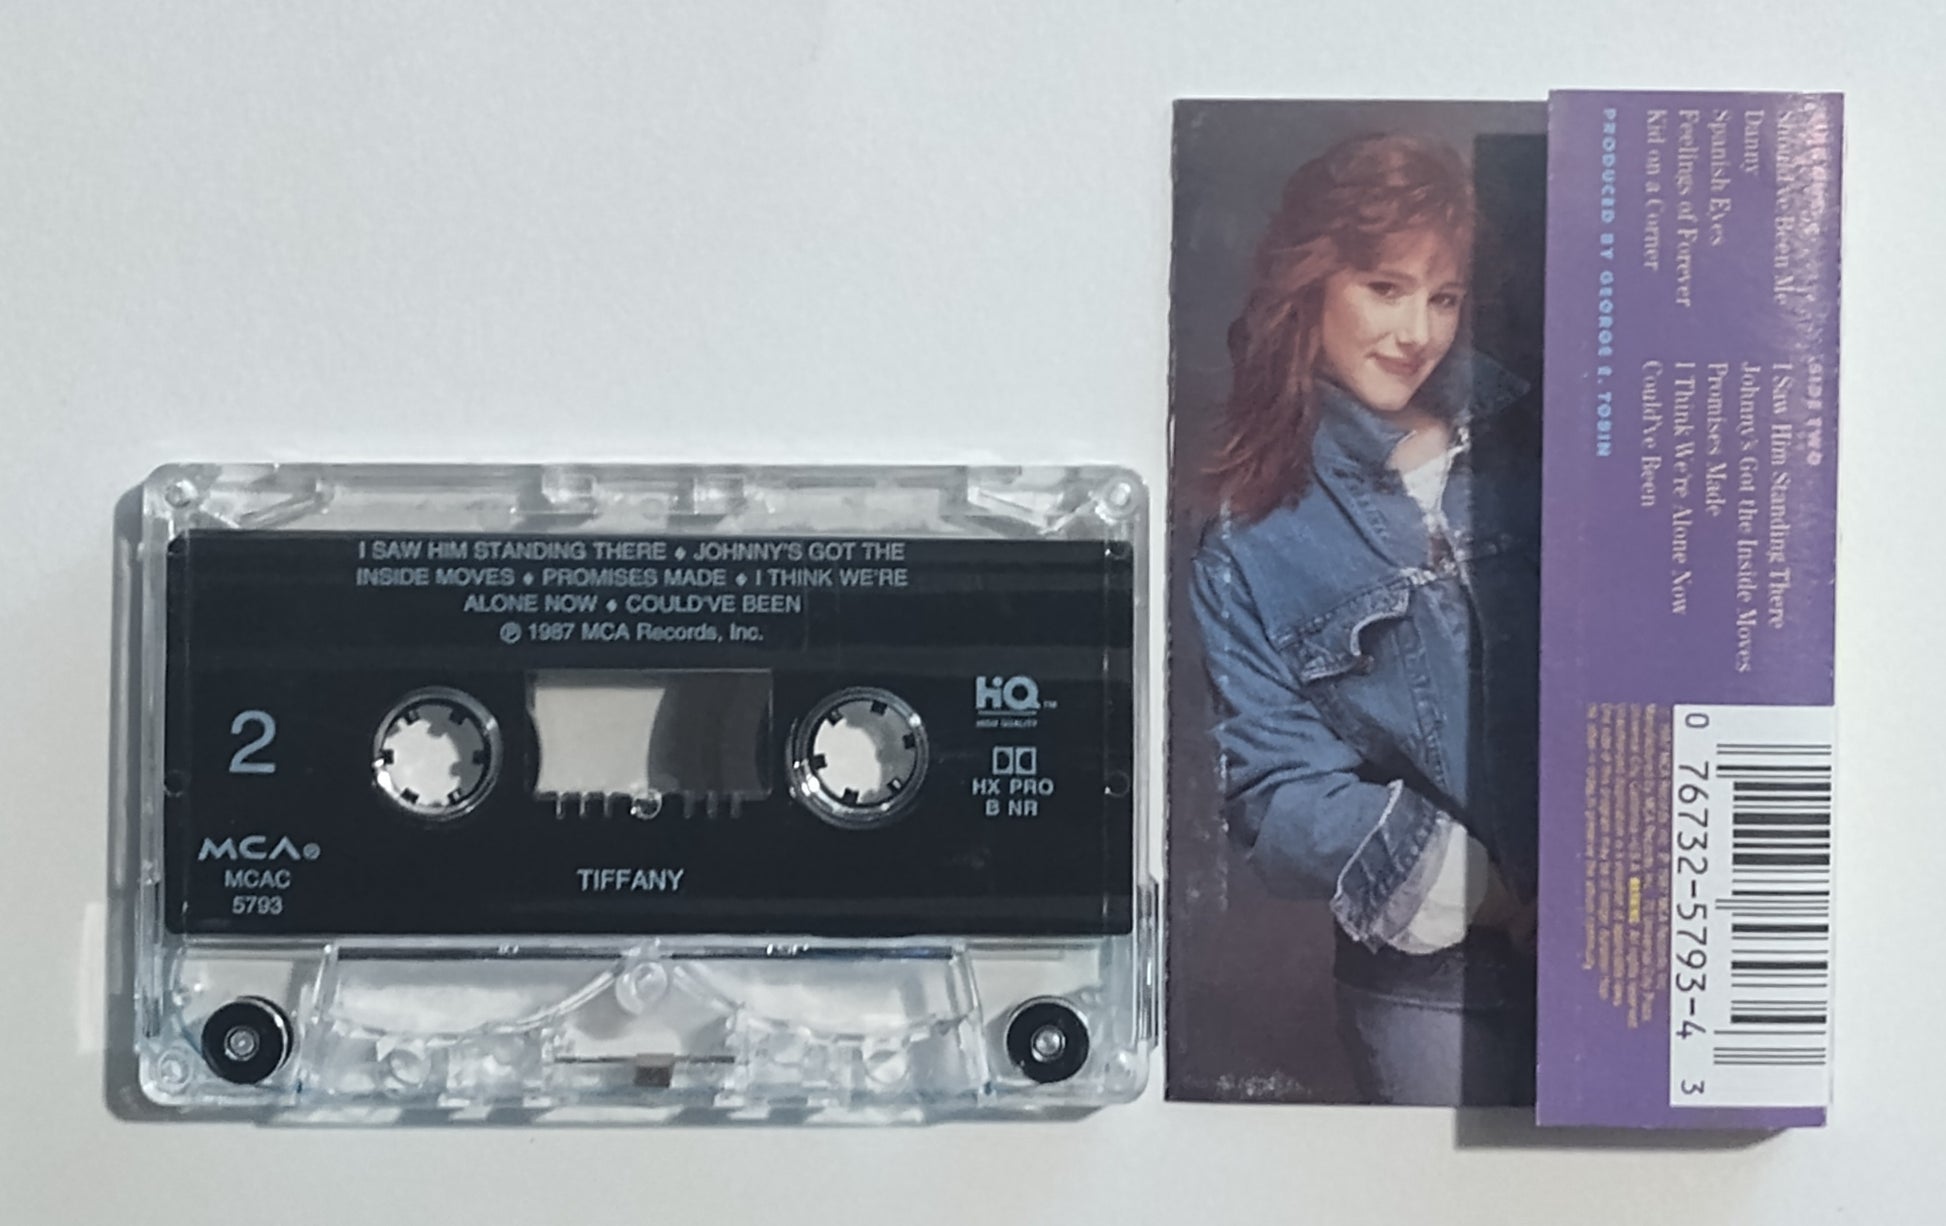 I SAW HIM STANDING THERE ♦ JOHNNY'S GOT THE
INSIDE MOVES ♦ PROMISES MADE ♦ I THINK WE'RE
ALONE NOW ♦ COULD'VE BEEN
℗ 1987 MCA Records, Inc.
2
HQ™
HIGH QUALITY
HX PRO
B NR
MCA®
MCAC
5793
TIFFANY
Should've Been Me
Danny
Spanish Eyes
Feelings of Forever
Kid on a Corner
SIDE TWO
I Saw Him Standing There
Johnny's Got the Inside Moves
Promises Made
I Think We're Alone Now
Could've Been
PRODUCED BY GEORGE E. TOBIN
0 76732-5793-4 3